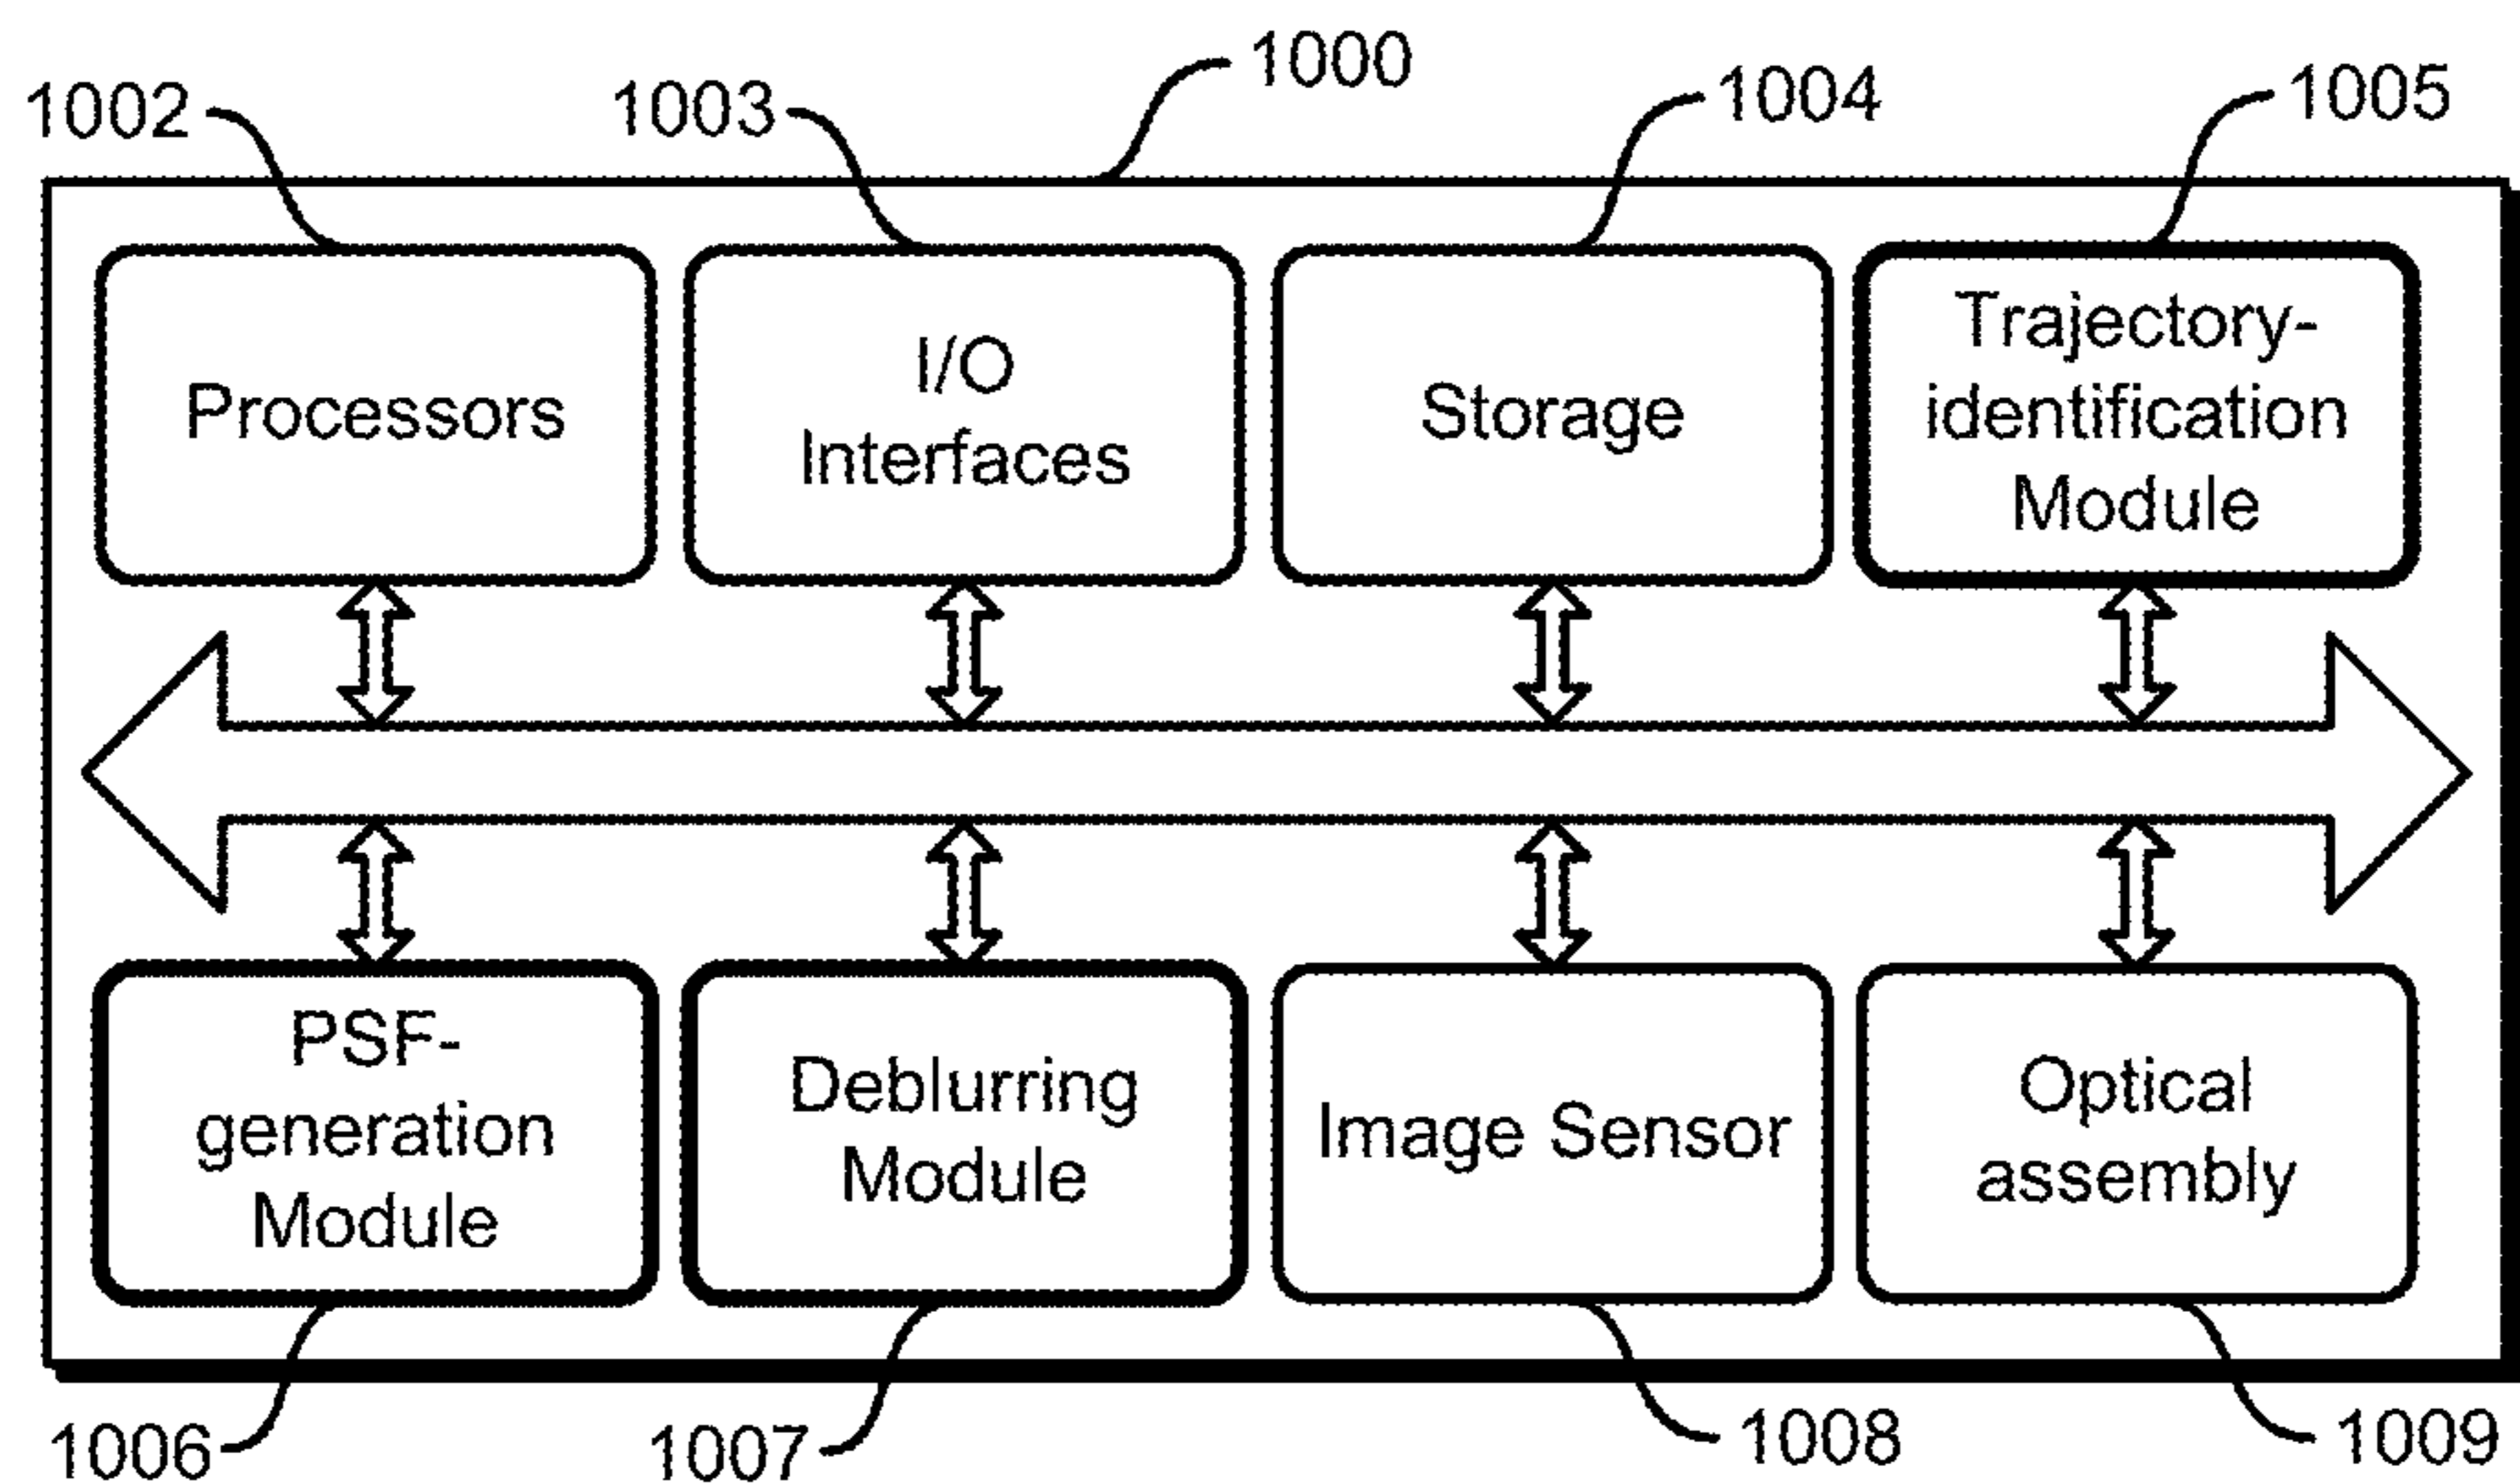 1000
1002
1003
1004
1005
Processors
I/O
Interfaces
Storage
Trajectory-
identification
Module
PSF-
generation
Module
Deblurring
Module
Image Sensor
Optical
assembly
1006
1007
1008
1009